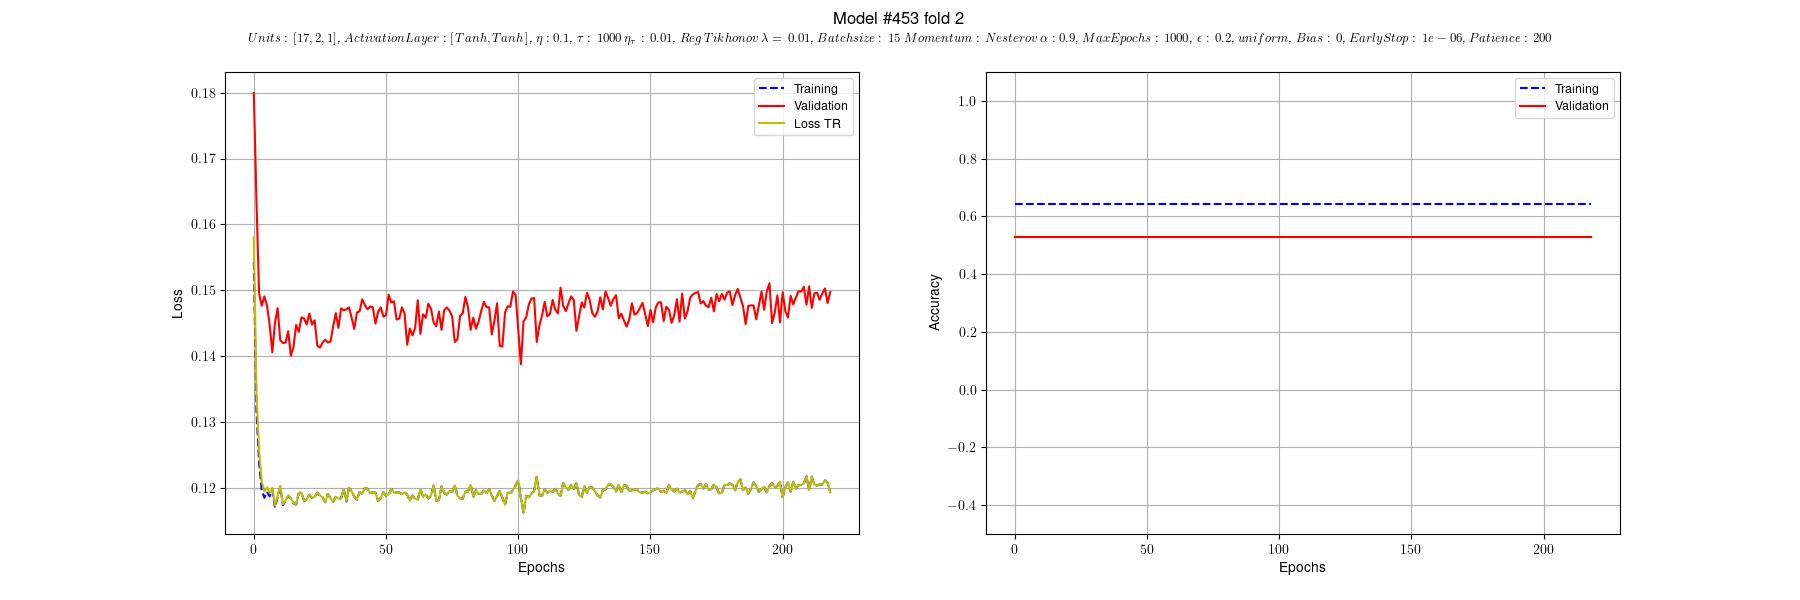 Model #453 fold 2
Units : [17, 2, 1], ActivationLayer : [Tanh, Tanh], η : 0.1, τ : 1000 η_τ : 0.01, Reg Tikhonov λ = 0.01, Batchsize : 15 Momentum : Nesterov α : 0.9, MaxEpochs : 1000, ϵ : 0.2, uniform, Bias : 0, EarlyStop : 1e − 06, Patience : 200
0.18
0.17
0.16
0.15
0.14
0.13
0.12
Loss
Training
Validation
Loss TR
0 50 100 150 200
Epochs
1.0
0.8
0.6
0.4
0.2
0.0
−0.2
−0.4
Accuracy
Training
Validation
0 50 100 150 200
Epochs